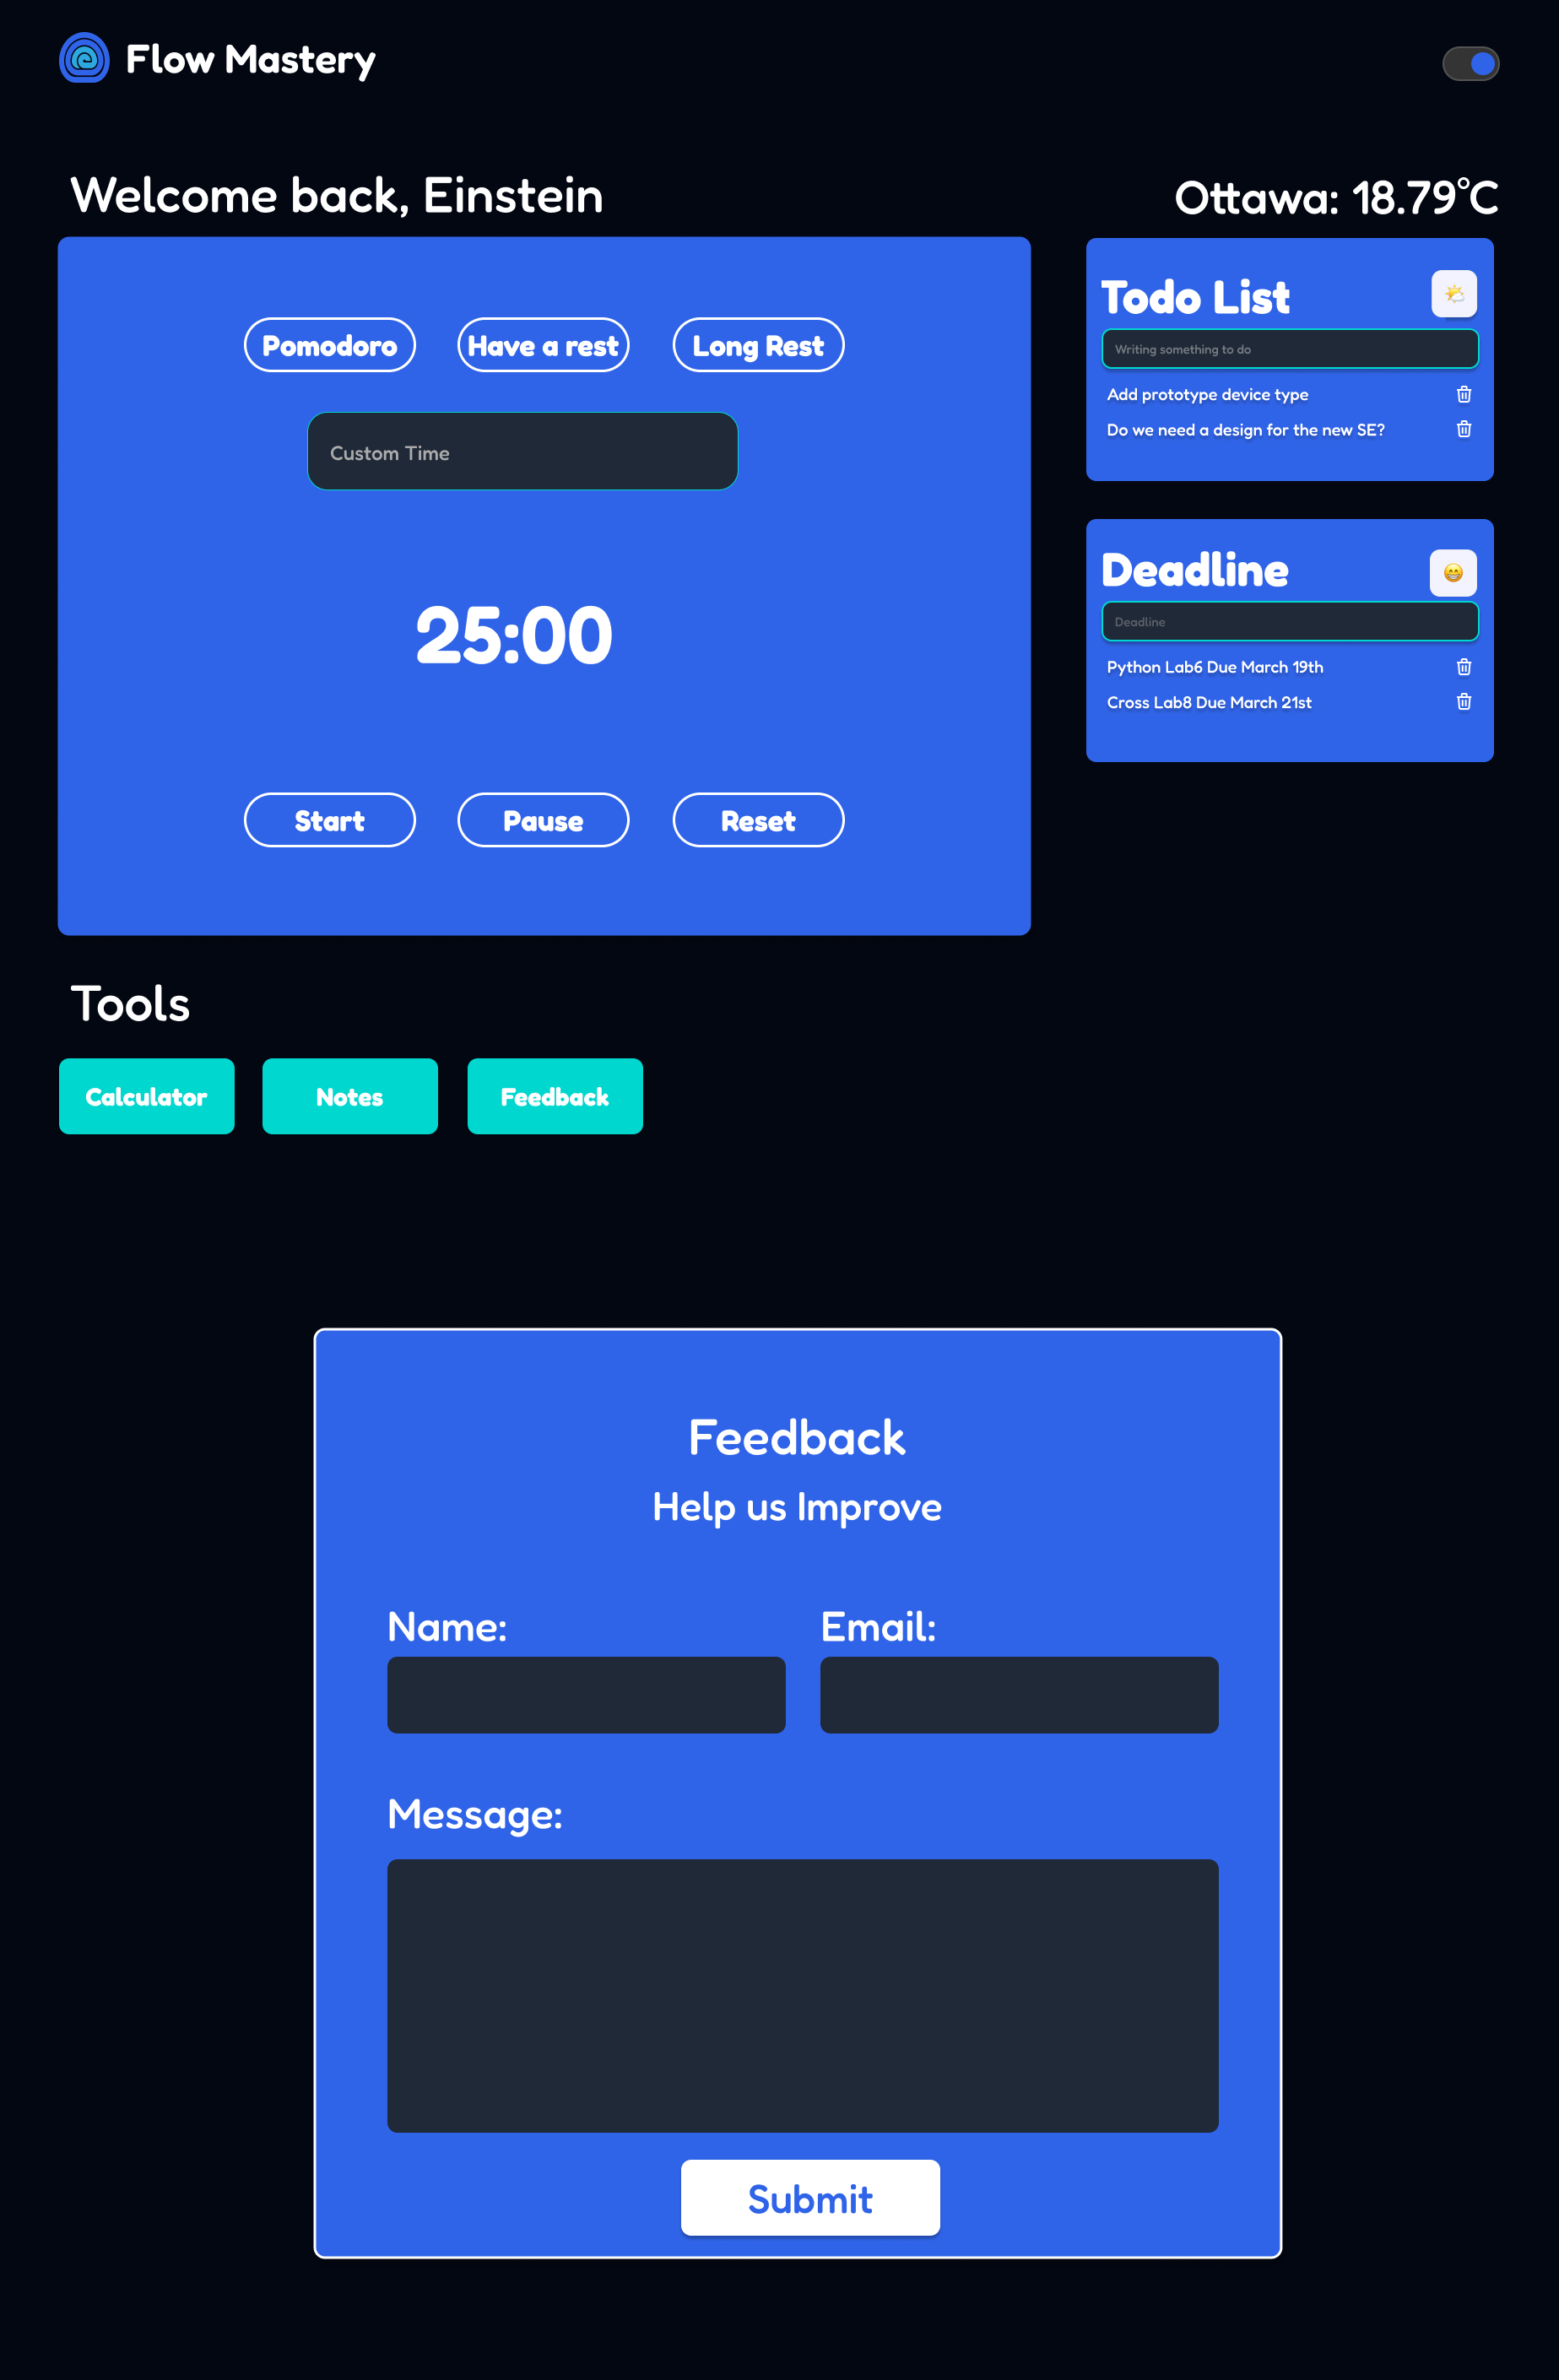 Flow Mastery
Welcome back, Einstein
Ottawa: 18.79°C
Pomodoro
Have a rest
Long Rest
Custom Time
25:00
Start
Pause
Reset
Todo List
Writing something to do
Add prototype device type
Do we need a design for the new SE?
Deadline
Deadline
Python Lab6 Due March 19th
Cross Lab8 Due March 21st
Tools
Calculator
Notes
Feedback
Feedback
Help us Improve
Name:
Email:
Message:
Submit